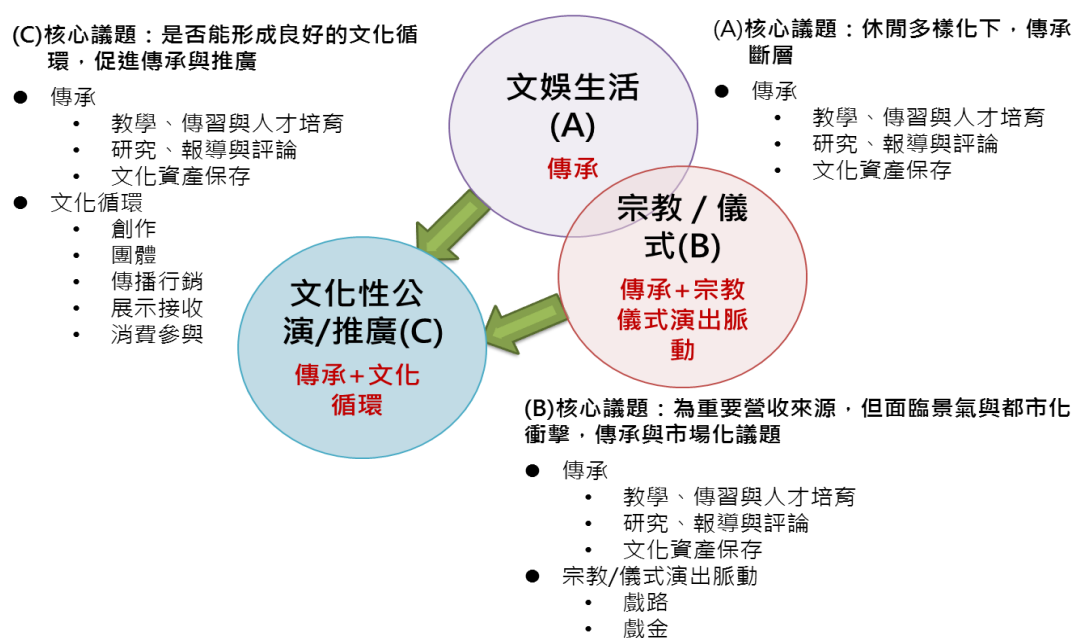 (C)核心議題：是否能形成良好的文化循
環，促進傳承與推廣
● 傳承
• 教學、傳習與人才培育
• 研究、報導與評論
• 文化資產保存
● 文化循環
• 創作
• 團體
• 傳播行銷
• 展示接收
• 消費參與
文娛生活
(A)
傳承
(A)核心議題：休閒多樣化下，傳承
斷層
● 傳承
• 教學、傳習與人才培育
• 研究、報導與評論
• 文化資產保存
宗教／儀
式(B)
傳承+宗教
儀式演出脈
動
文化性公
演/推廣(C)
傳承+文化
循環
(B)核心議題：為重要營收來源，但面臨景氣與都市化
衝擊，傳承與市場化議題
● 傳承
• 教學、傳習與人才培育
• 研究、報導與評論
• 文化資產保存
● 宗教/儀式演出脈動
• 戲路
• 戲金